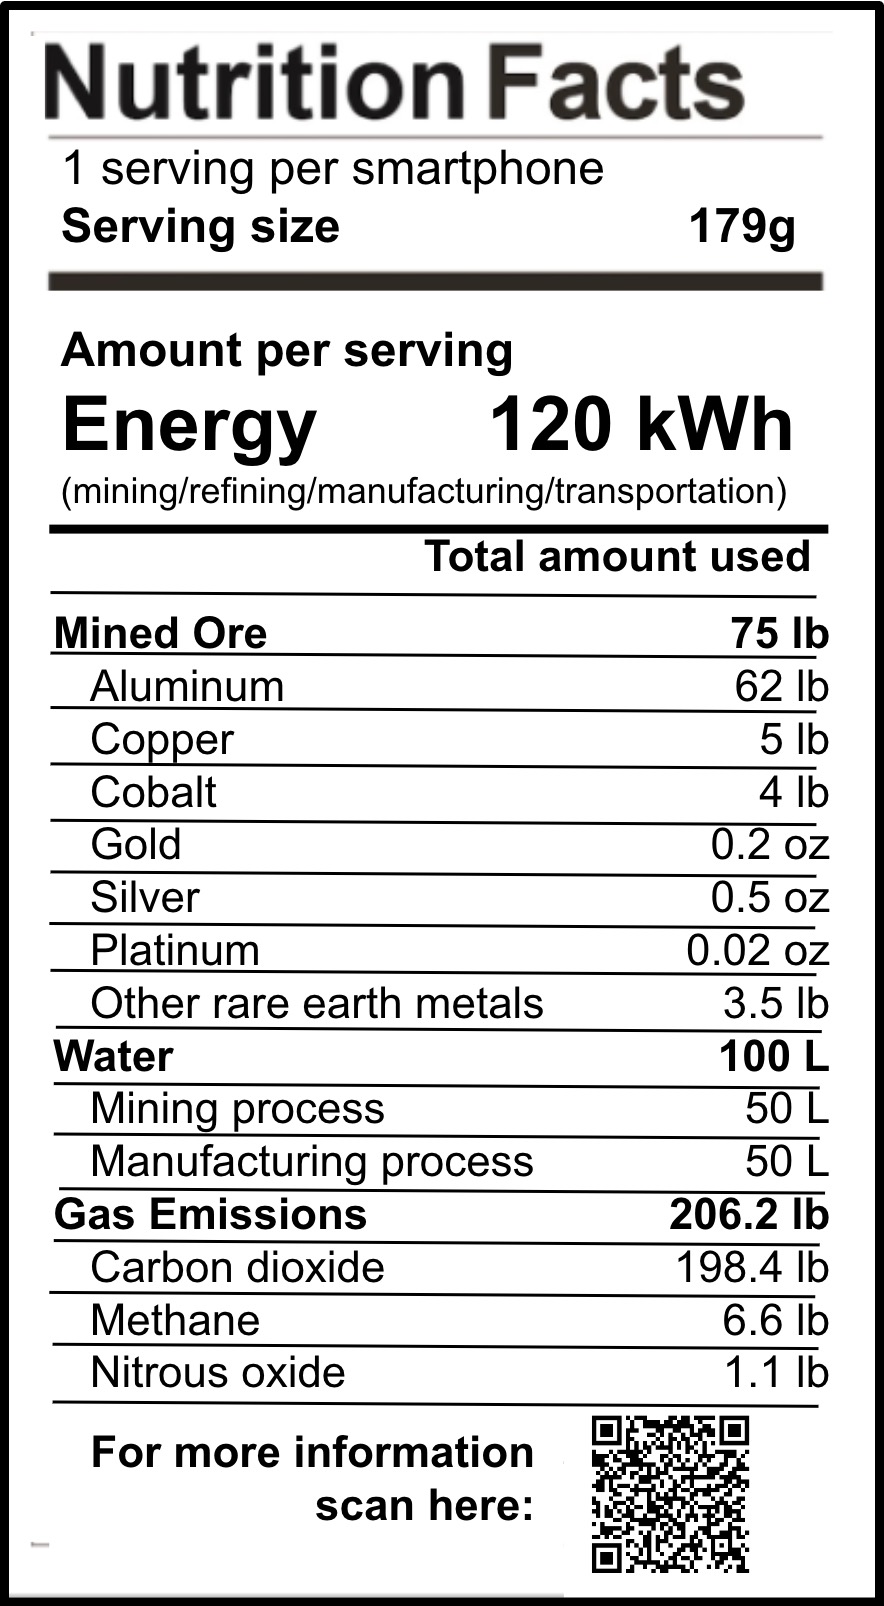 Nutrition Facts
1 serving per smartphone
Serving size 179g
Amount per serving
Energy 120 kWh
(mining/refining/manufacturing/transportation)
Total amount used
Mined Ore 75 lb
Aluminum 62 lb
Copper 5 lb
Cobalt 4 lb
Gold 0.2 oz
Silver 0.5 oz
Platinum 0.02 oz
Other rare earth metals 3.5 lb
Water 100 L
Mining process 50 L
Manufacturing process 50 L
Gas Emissions 206.2 lb
Carbon dioxide 198.4 lb
Methane 6.6 lb
Nitrous oxide 1.1 lb
For more information
scan here: